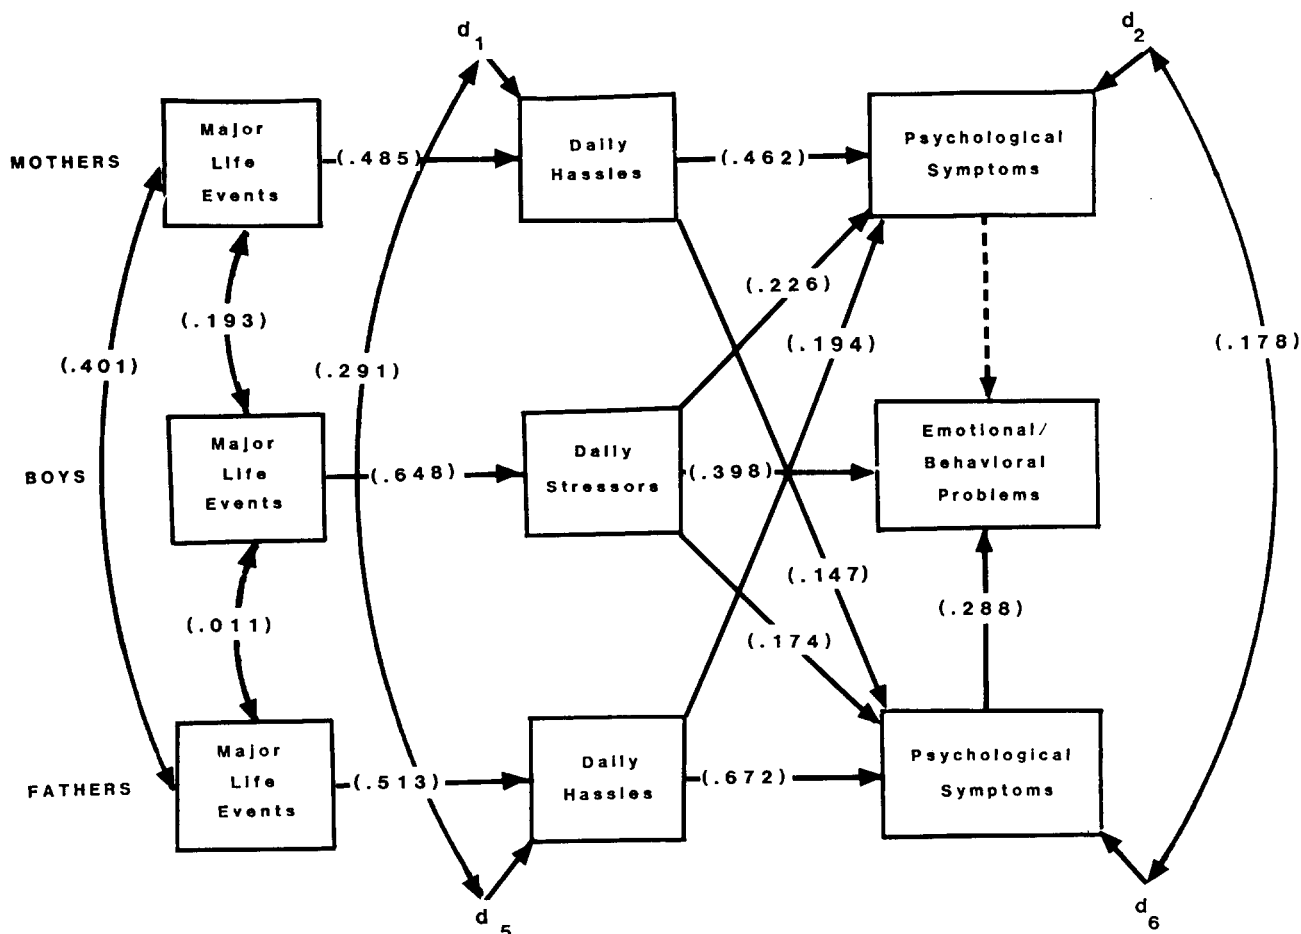 d1
d2
MOTHERS
Major
Life
Events
(.485)
Daily
Hassles
(.462)
Psychological
Symptoms
(.193)
(.226)
(.194)
(.401)
(.291)
(.178)
BOYS
Major
Life
Events
(.648)
Daily
Stressors
(.398)
Emotional/
Behavioral
Problems
(.147)
(.011)
(.174)
(.288)
FATHERS
Major
Life
Events
(.513)
Daily
Hassles
(.672)
Psychological
Symptoms
d5
d6